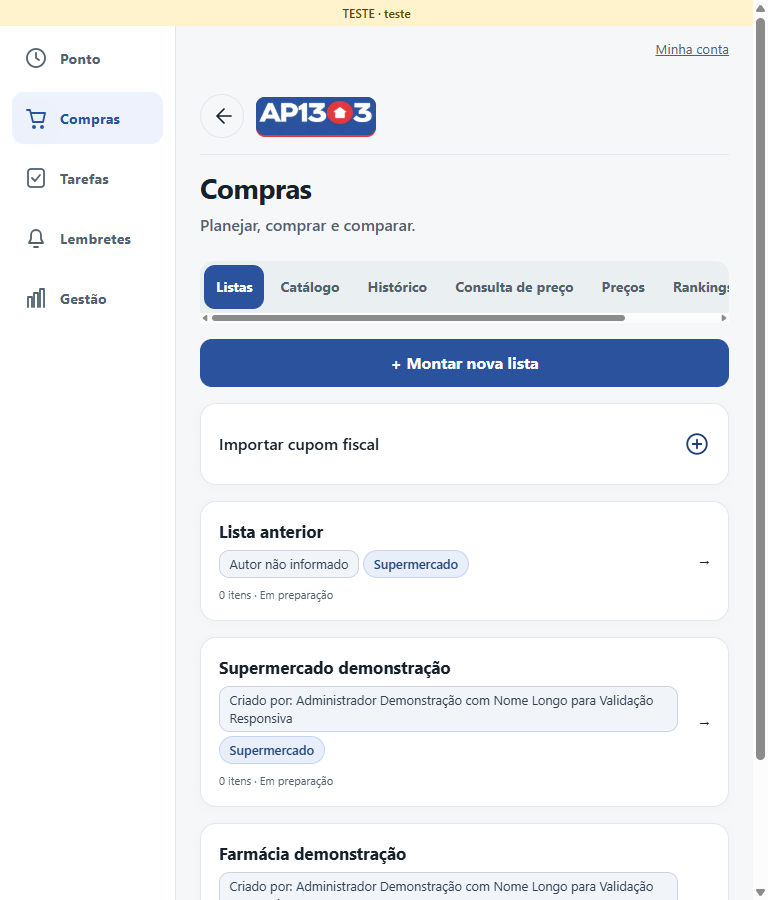 TESTE · teste
Minha conta
Ponto
Compras
Tarefas
Lembretes
Gestão
AP1303
Compras
Planejar, comprar e comparar.
Listas Catálogo Histórico Consulta de preço Preços Rankings
+ Montar nova lista
Importar cupom fiscal
Lista anterior
Autor não informado Supermercado
→
0 itens · Em preparação
Supermercado demonstração
Criado por: Administrador Demonstração com Nome Longo para Validação
Responsiva
→
Supermercado
0 itens · Em preparação
Farmácia demonstração
Criado por: Administrador Demonstração com Nome Longo para Validação